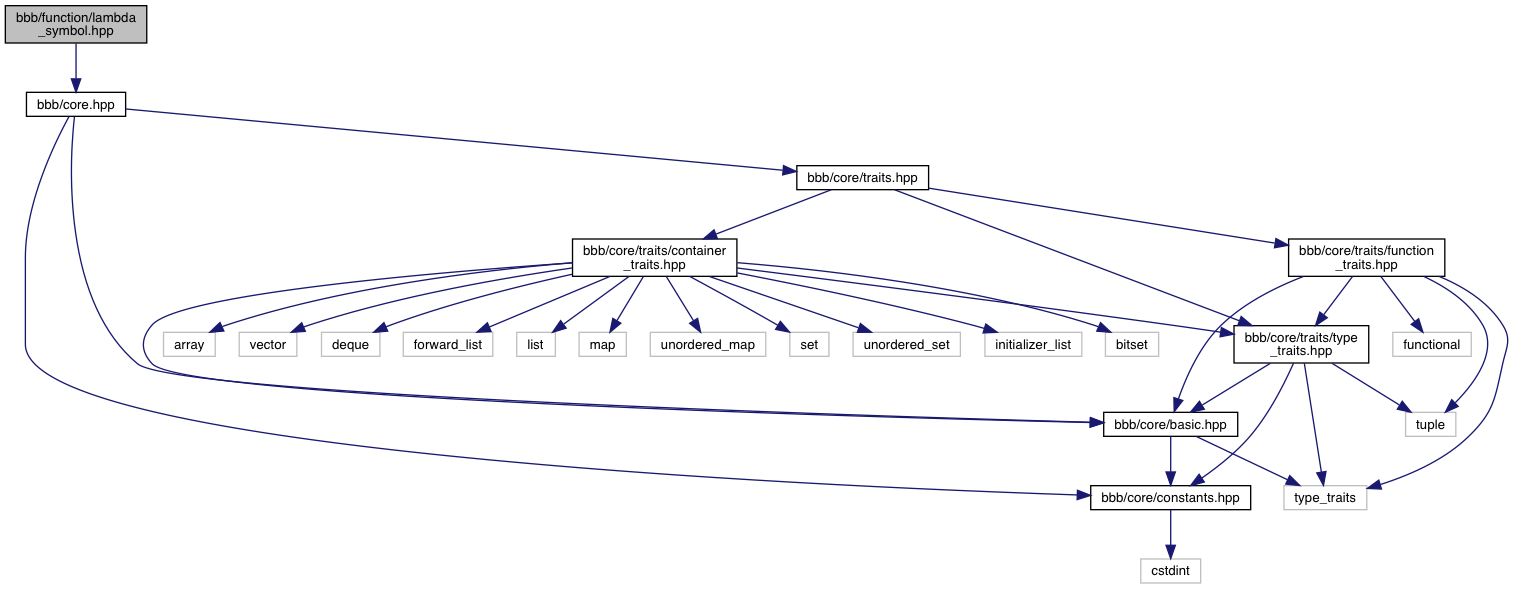 bbb/function/lambda
_symbol.hpp
bbb/core.hpp
bbb/core/traits.hpp
bbb/core/traits/container
_traits.hpp
bbb/core/traits/function
_traits.hpp
array
vector
deque
forward_list
list
map
unordered_map
set
unordered_set
initializer_list
bitset
bbb/core/traits/type
_traits.hpp
functional
bbb/core/basic.hpp
tuple
bbb/core/constants.hpp
type_traits
cstdint